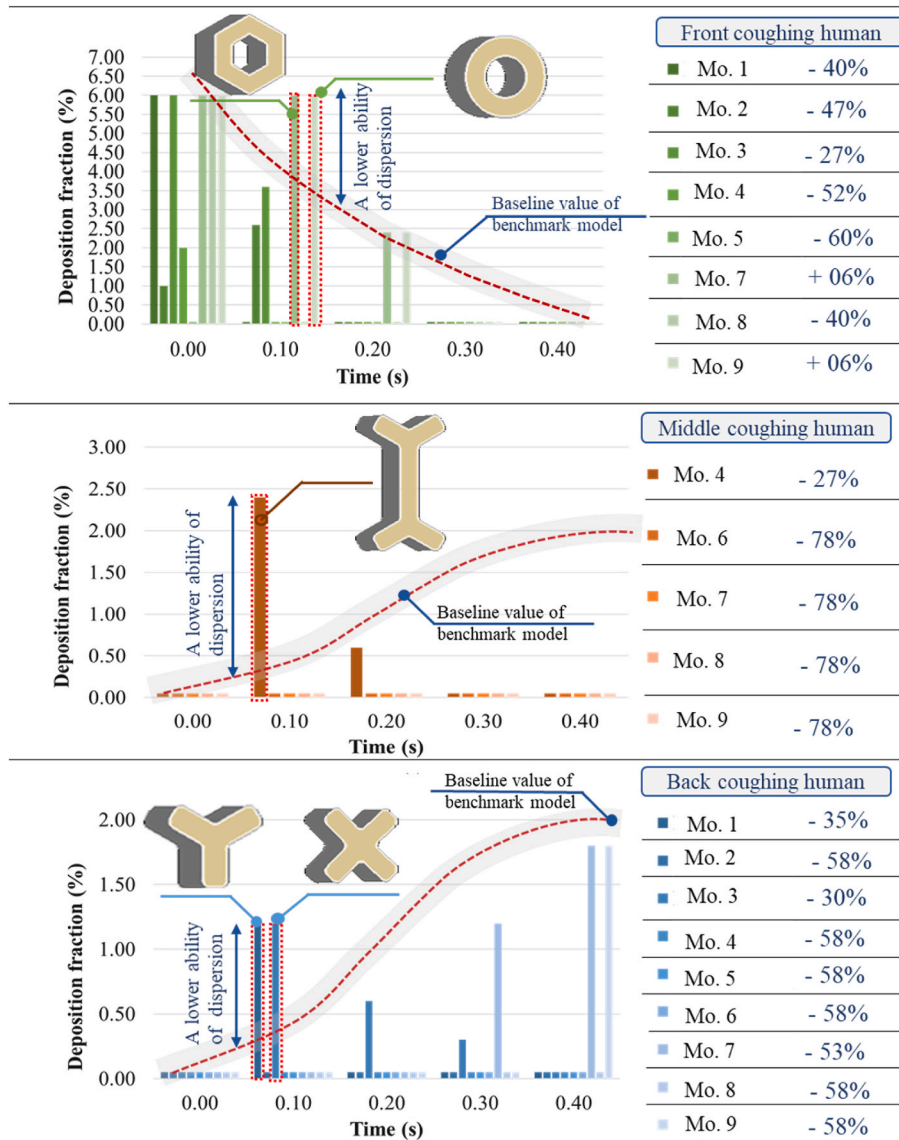 Front coughing human
7.00
6.50
6.00
5.50
5.00
4.50
4.00
3.50
3.00
2.50
2.00
1.50
1.00
0.50
0.00
Deposition fraction (%)
A lower ability
of dispersion
Baseline value of
benchmark model
0.00 0.10 0.20 0.30 0.40
Time (s)
Mo. 1 - 40%
Mo. 2 - 47%
Mo. 3 - 27%
Mo. 4 - 52%
Mo. 5 - 60%
Mo. 7 + 06%
Mo. 8 - 40%
Mo. 9 + 06%
Middle coughing human
3.00
2.50
2.00
1.50
1.00
0.50
0.00
Deposition fraction (%)
A lower ability of
dispersion
Baseline value of
benchmark model
0.00 0.10 0.20 0.30 0.40
Time (s)
Mo. 4 - 27%
Mo. 6 - 78%
Mo. 7 - 78%
Mo. 8 - 78%
Mo. 9 - 78%
Back coughing human
Baseline value of
benchmark model
2.00
1.50
1.00
0.50
0.00
Deposition fraction (%)
A lower ability
of dispersion
0.00 0.10 0.20 0.30 0.40
Time (s)
Mo. 1 - 35%
Mo. 2 - 58%
Mo. 3 - 30%
Mo. 4 - 58%
Mo. 5 - 58%
Mo. 6 - 58%
Mo. 7 - 53%
Mo. 8 - 58%
Mo. 9 - 58%